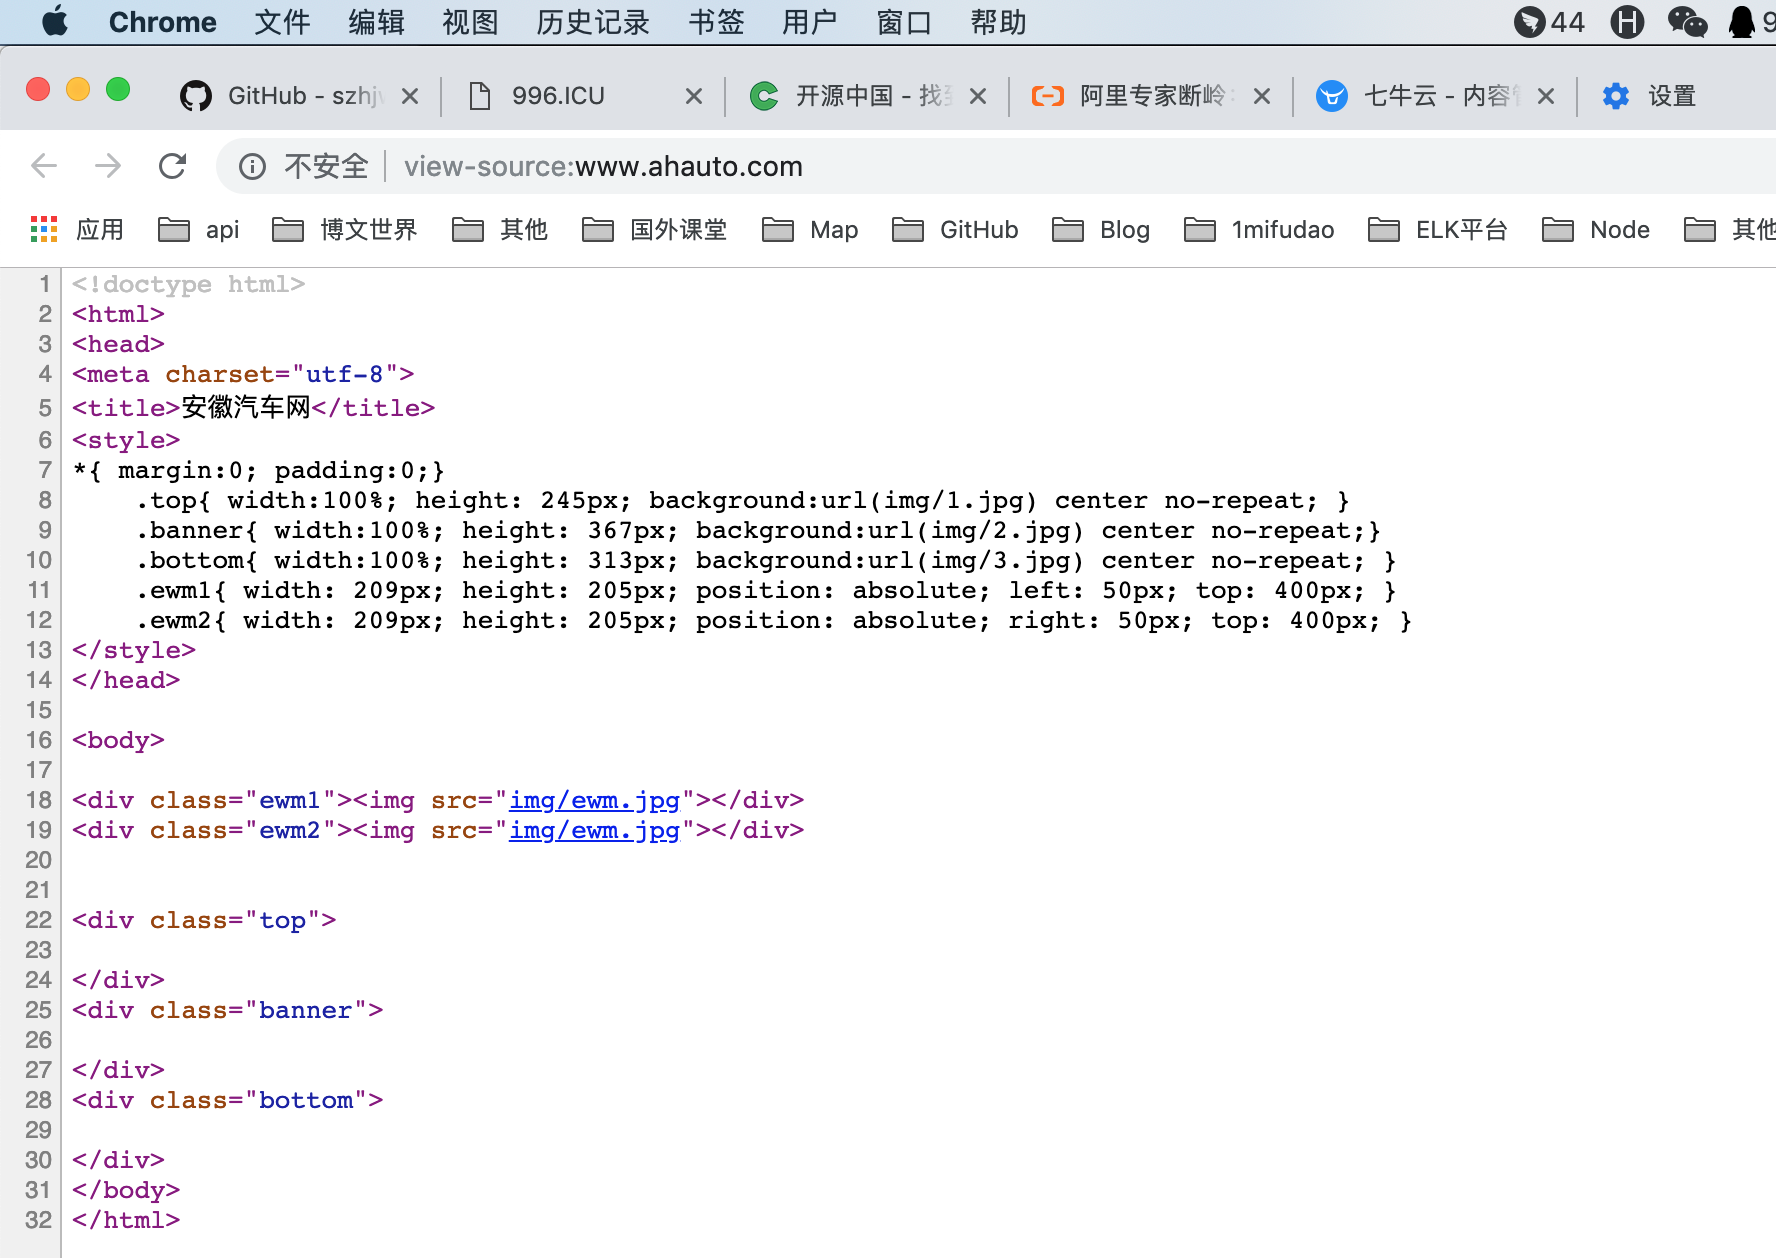 Chrome 文件 编辑 视图 历史记录 书签 用户 窗口 帮助 44 9
GitHub - szhjv 996.ICU 开源中国 - 找 阿里专家断岭 七牛云 - 内容 设置
不安全 view-source:www.ahauto.com
应用 api 博文世界 其他 国外课堂 Map GitHub Blog 1mifudao ELK平台 Node 其他
1 <!doctype html>
2 <html>
3 <head>
4 <meta charset="utf-8">
5 <title>安徽汽车网</title>
6 <style>
7 *{ margin:0; padding:0;}
8 .top{ width:100%; height: 245px; background:url(img/1.jpg) center no-repeat; }
9 .banner{ width:100%; height: 367px; background:url(img/2.jpg) center no-repeat;}
10 .bottom{ width:100%; height: 313px; background:url(img/3.jpg) center no-repeat; }
11 .ewm1{ width: 209px; height: 205px; position: absolute; left: 50px; top: 400px; }
12 .ewm2{ width: 209px; height: 205px; position: absolute; right: 50px; top: 400px; }
13 </style>
14 </head>
15
16 <body>
17
18 <div class="ewm1"><img src="img/ewm.jpg"></div>
19 <div class="ewm2"><img src="img/ewm.jpg"></div>
20
21
22 <div class="top">
23
24 </div>
25 <div class="banner">
26
27 </div>
28 <div class="bottom">
29
30 </div>
31 </body>
32 </html>